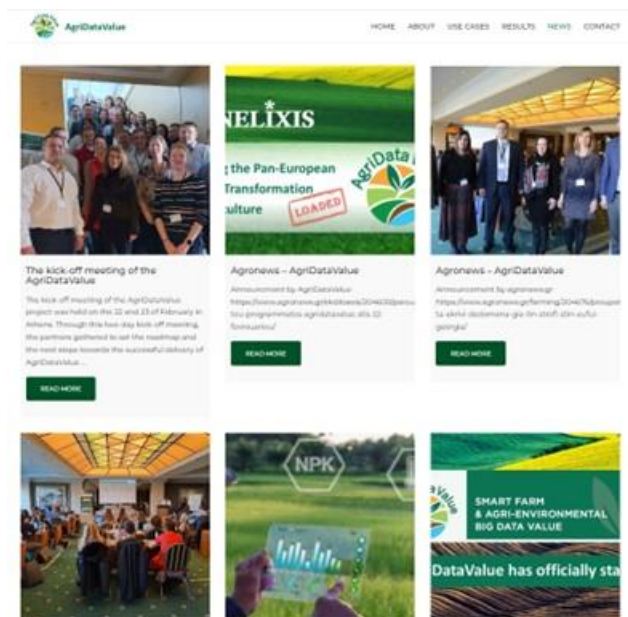 AgriDataValue
HOME ABOUT USE CASES RESULTS NEWS CONTACT
NELIXIS
g the Pan-European
Transformation
culture
LOADED
AgriData
The kick-off meeting of the
AgriDataValue
The kick off meeting of the AgriDataValue
project was held on the 22 and 23 of February in
Athens. Through this two-day kick-off meeting,
the partners gathered to set the roadmap and
the next steps towards the successful delivery of
AgriDataValue ...
READ MORE
Agronews – AgriDataValue
Announcement by AgriDataValue
READ MORE
Agronews – AgriDataValue
Announcement by agronewsgr
READ MORE
NPK
Value
SMART FARM
& AGRI-ENVIRONMENTAL
BIG DATA VALUE
DataValue has officially sta